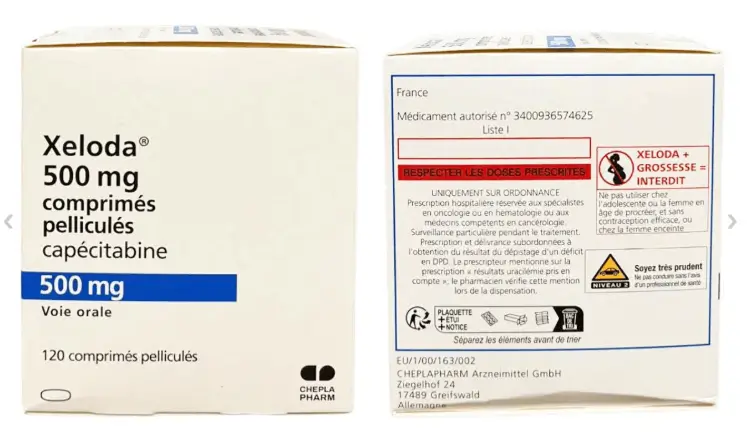 Xeloda®
500 mg
comprimés
pelliculés
capécitabine
500 mg
Voie orale
120 comprimés pelliculés
CHEPLA
PHARM
France
Médicament autorisé n° 3400936574625
Liste I
RESPECTER LES DOSES PRESCRITES
UNIQUEMENT SUR ORDONNANCE
Prescription hospitalière réservée aux spécialistes
en oncologie ou en hematologie ou aux
médecins compétents en cancérologie.
Surveillance particulière pendant le traitement.
Prescription et délivrance subordonnées à
l'obtention du résultat du dépistage d'un déficit
en DPD. Le prescripteur mentionne sur la
prescription « résultats uracilémie pris en
compte », le pharmacien vérifie cette mention
lors de la dispensation.
XELODA +
GROSSESSE =
INTERDIT
Ne pas utiliser chez
l'adolescente ou la femme en
âge de procréer, et sans
contraception efficace, ou
chez la femme enceinte
Soyez très prudent
Ne pas conduire sans l'avis
d'un professionnel de santé
NIVEAU 2
PLAQUETTE
+ÉTUI
+NOTICE
BAC DE
TRI
Séparez les éléments avant de trier
EU/1/00/163/002
CHEPLAPHARM Arzneimittel GmbH
Ziegelhof 24
17489 Greifswald
Allemagne